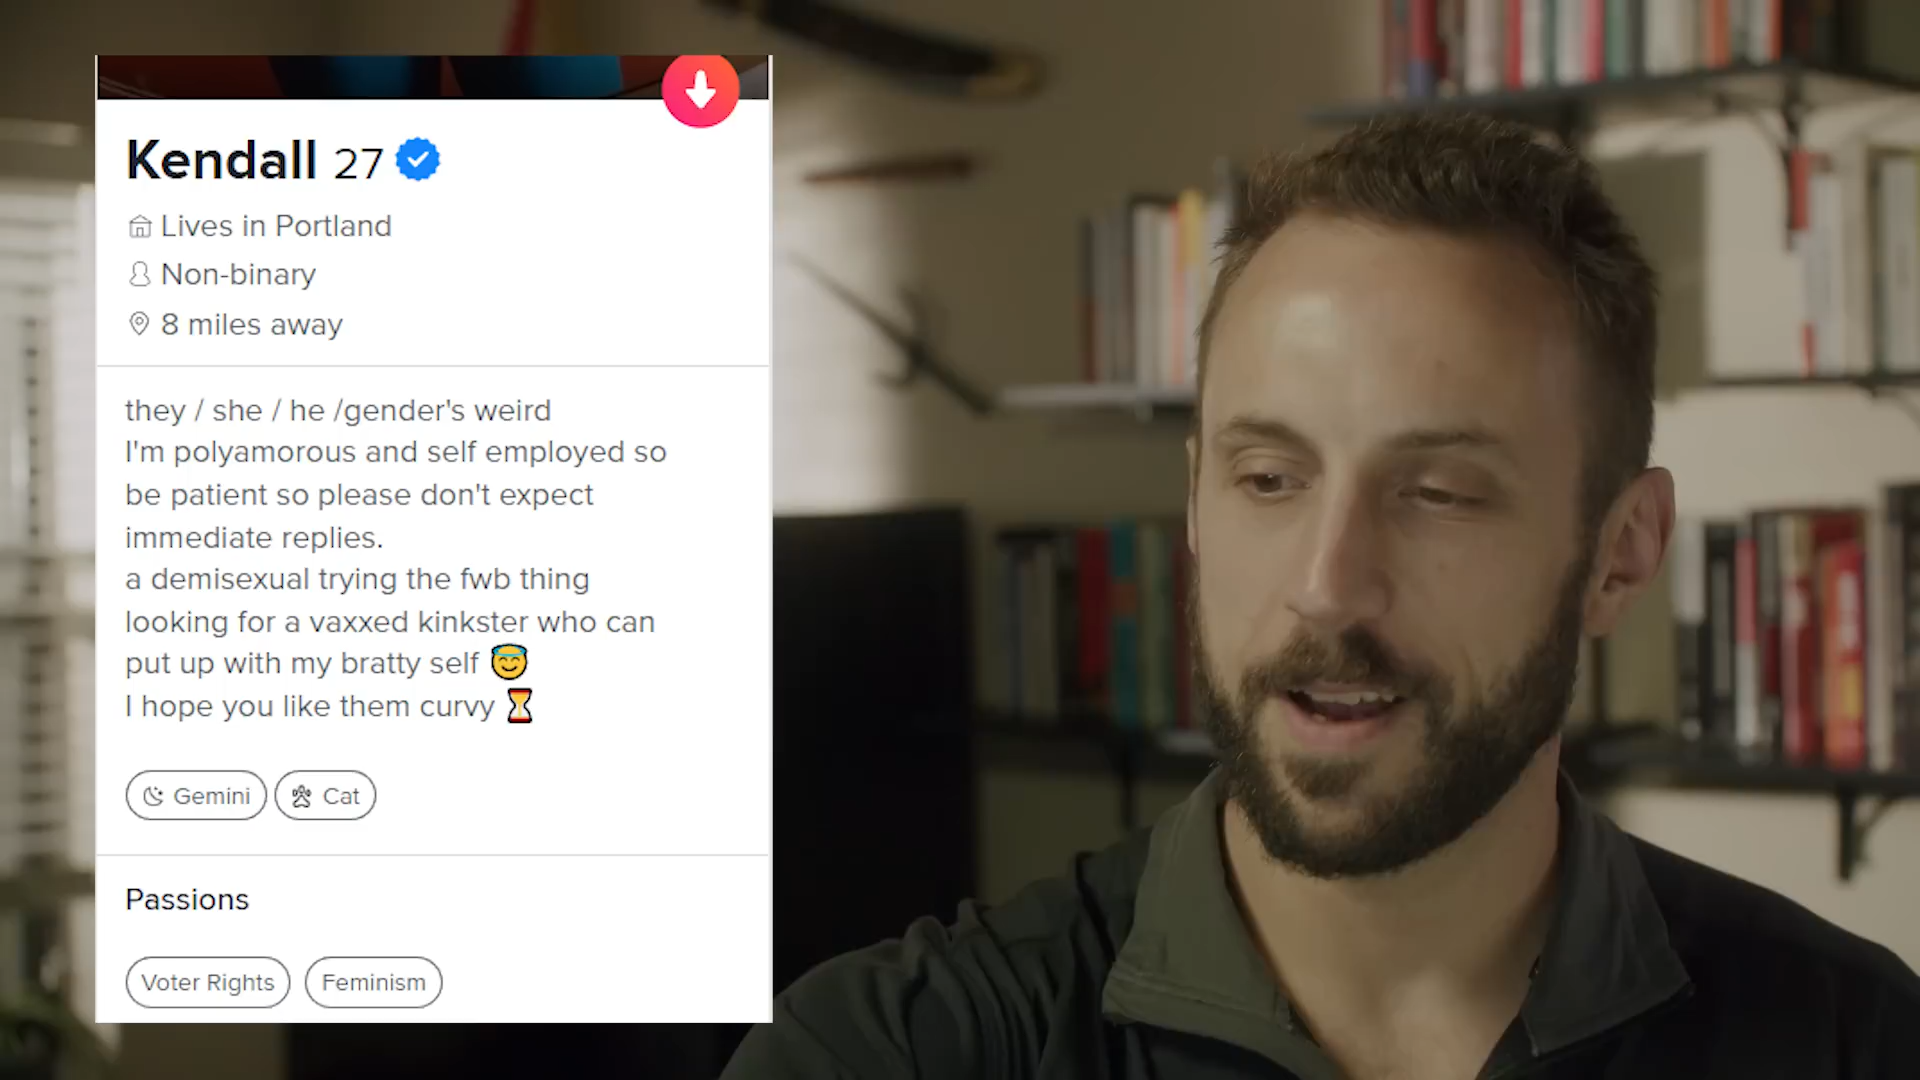 Kendall 27
Lives in Portland
Non-binary
8 miles away
they / she / he /gender's weird
I'm polyamorous and self employed so
be patient so please don't expect
immediate replies.
a demisexual trying the fwb thing
looking for a vaxxed kinkster who can
put up with my bratty self 😇
I hope you like them curvy ⏳
Gemini
Cat
Passions
Voter Rights
Feminism